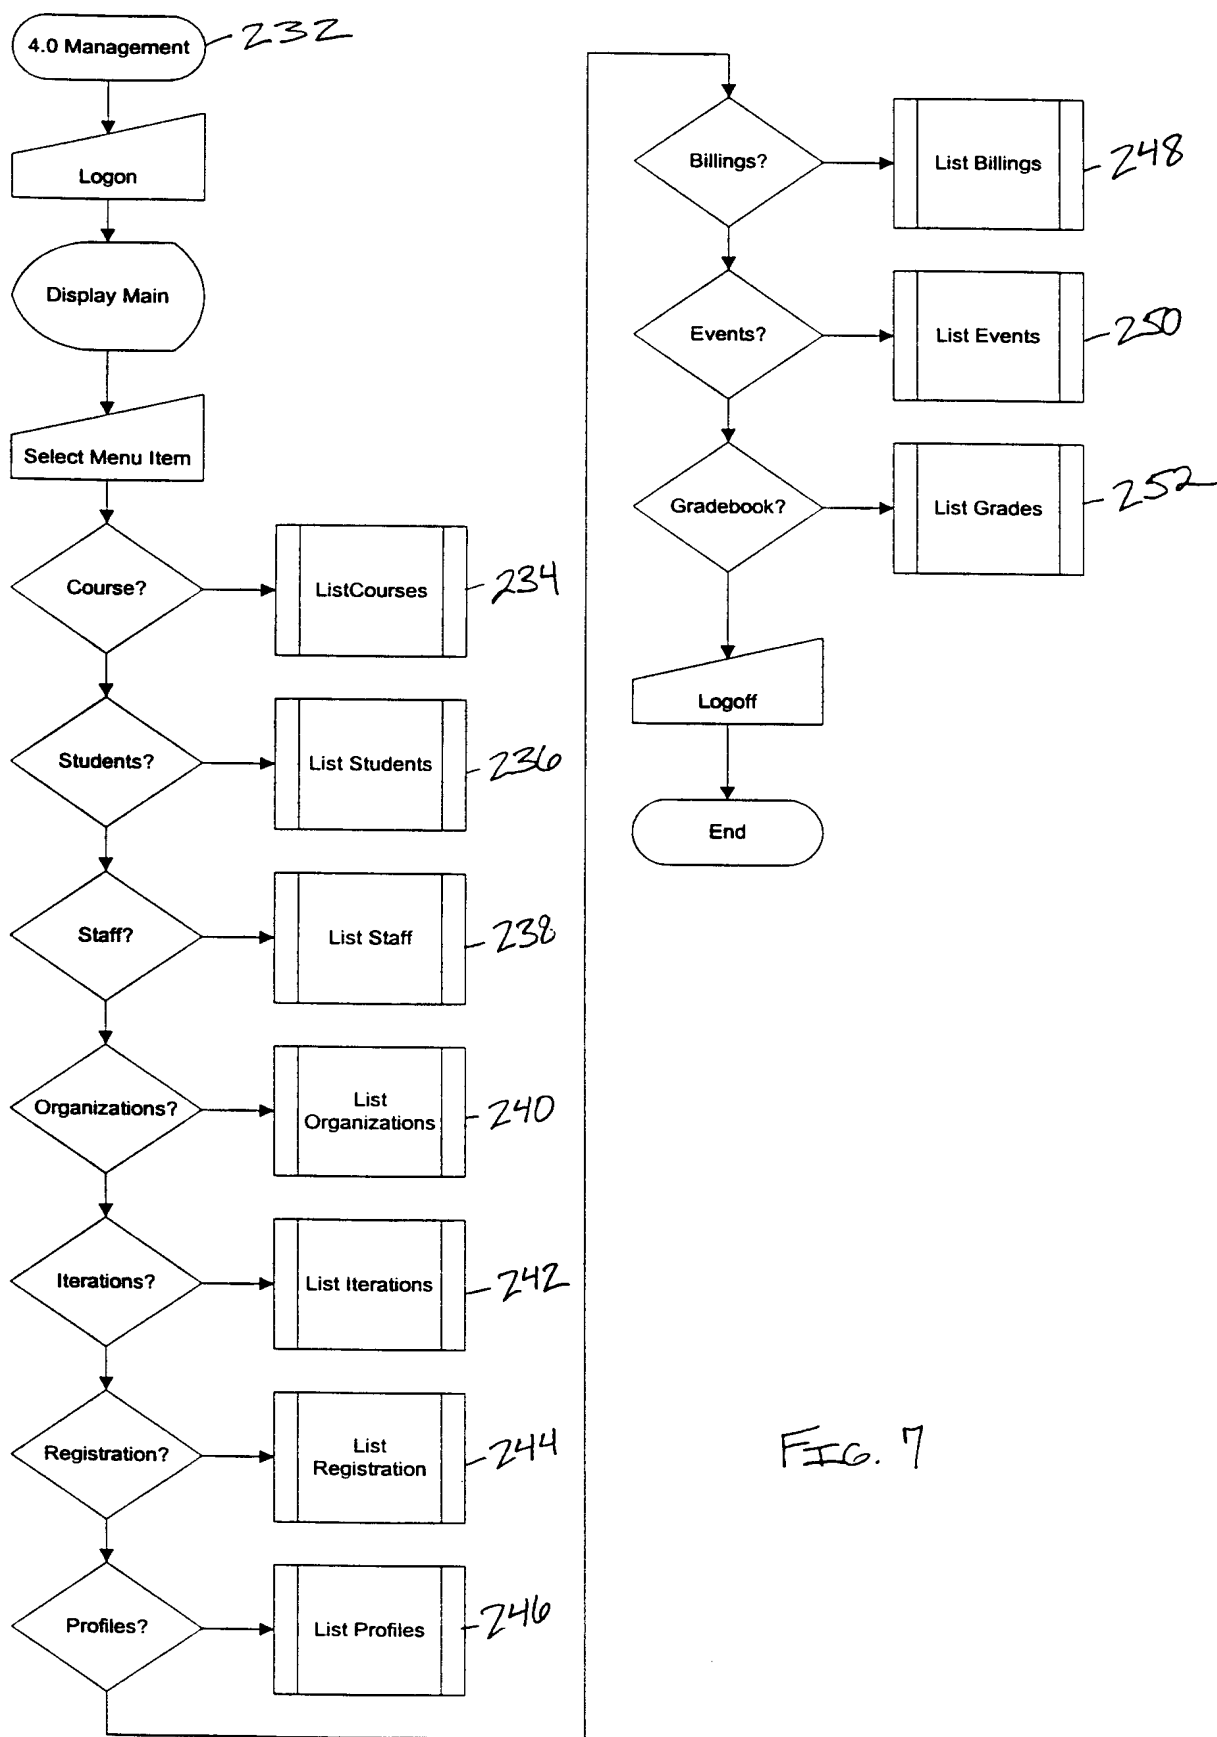 4.0 Management
232
Logon
Display Main
Select Menu Item
Course?
ListCourses
234
Students?
List Students
236
Staff?
List Staff
238
Organizations?
List
Organizations
240
Iterations?
List Iterations
242
Registration?
List
Registration
244
Profiles?
List Profiles
246
Billings?
List Billings
248
Events?
List Events
250
Gradebook?
List Grades
252
Logoff
End
FIG. 7